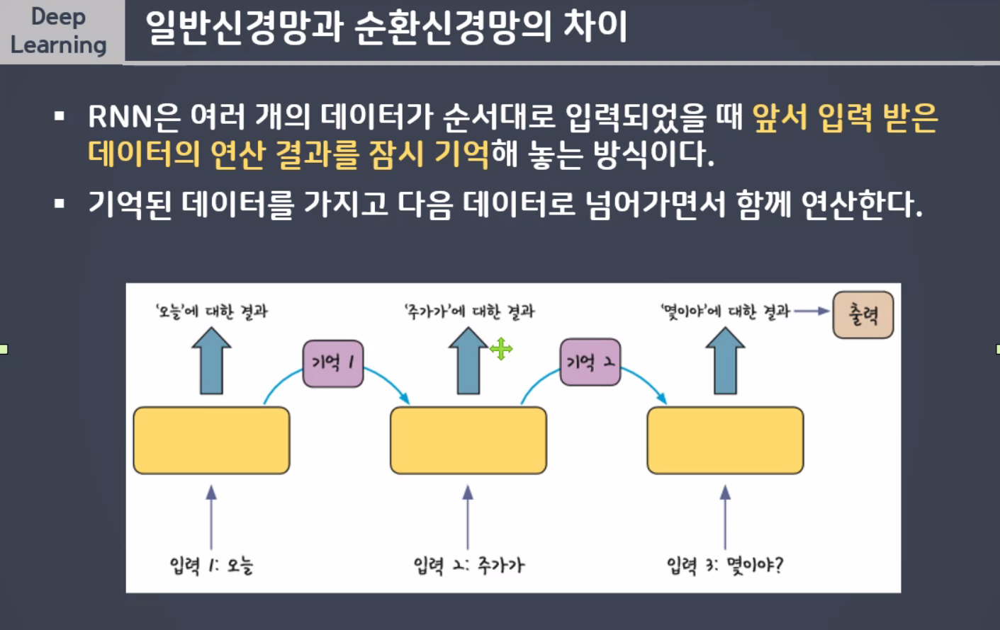 Deep
Learning
일반신경망과 순환신경망의 차이
▪ RNN은 여러 개의 데이터가 순서대로 입력되었을 때 앞서 입력 받은
데이터의 연산 결과를 잠시 기억해 놓는 방식이다.
▪ 기억된 데이터를 가지고 다음 데이터로 넘어가면서 함께 연산한다.
'오늘'에 대한 결과
'주가가'에 대한 결과
'몇이야'에 대한 결과
출력
기억 1
기억 2
입력 1: 오늘
입력 2: 주가가
입력 3: 몇이야?